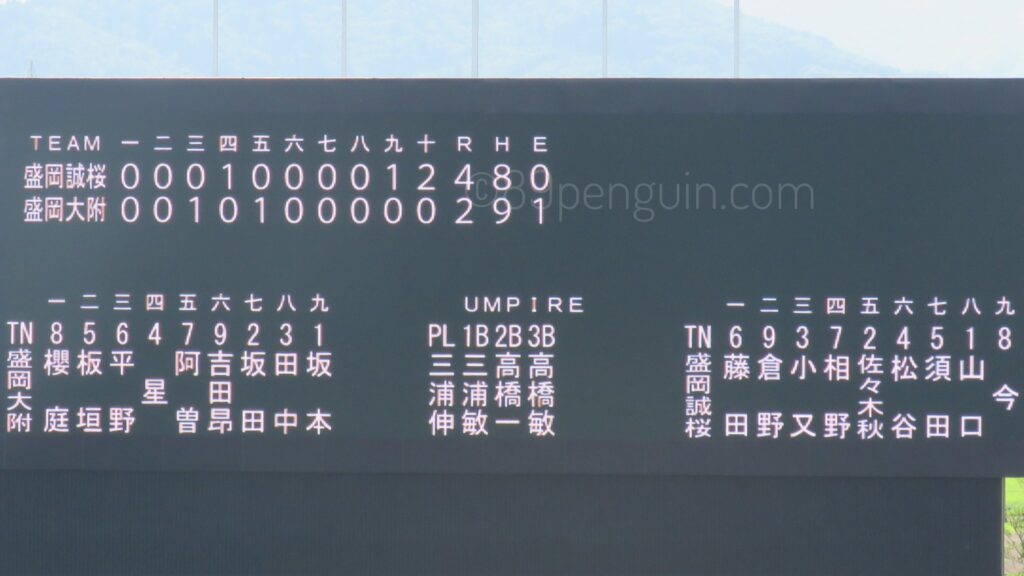 TEAM 一 二 三 四 五 六 七 八 九 十 R H E
盛岡誠桜 0 0 0 1 0 0 0 0 1 2 4 8 0
盛岡大附 0 0 1 0 1 0 0 0 0 0 2 9 1
一 二 三 四 五 六 七 八 九
TN 8 5 6 4 7 9 2 3 1
盛岡大附
櫻庭
板垣
平野
星
阿曽
吉田昂
坂田
田中
坂本
UMPIRE
PL 1B 2B 3B
三浦伸
三浦敏
高橋一
高橋敏
一 二 三 四 五 六 七 八 九
TN 6 9 3 7 2 4 5 1 8
盛岡誠桜
藤田
倉野
小又
相野
佐々木秋
松谷
須田
山口
今